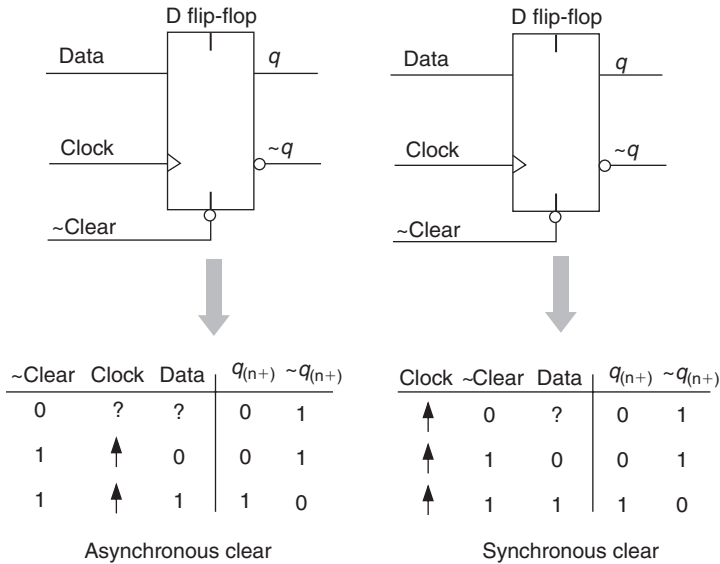 D flip-flop
Data
q
Clock
~q
~Clear
D flip-flop
Data
q
Clock
~q
~Clear
~Clear Clock Data q(n+) ~q(n+)
0 ? ? 0 1
1 0 0 1
1 1 1 0
Asynchronous clear
Clock ~Clear Data q(n+) ~q(n+)
0 ? 0 1
1 0 0 1
1 1 1 0
Synchronous clear